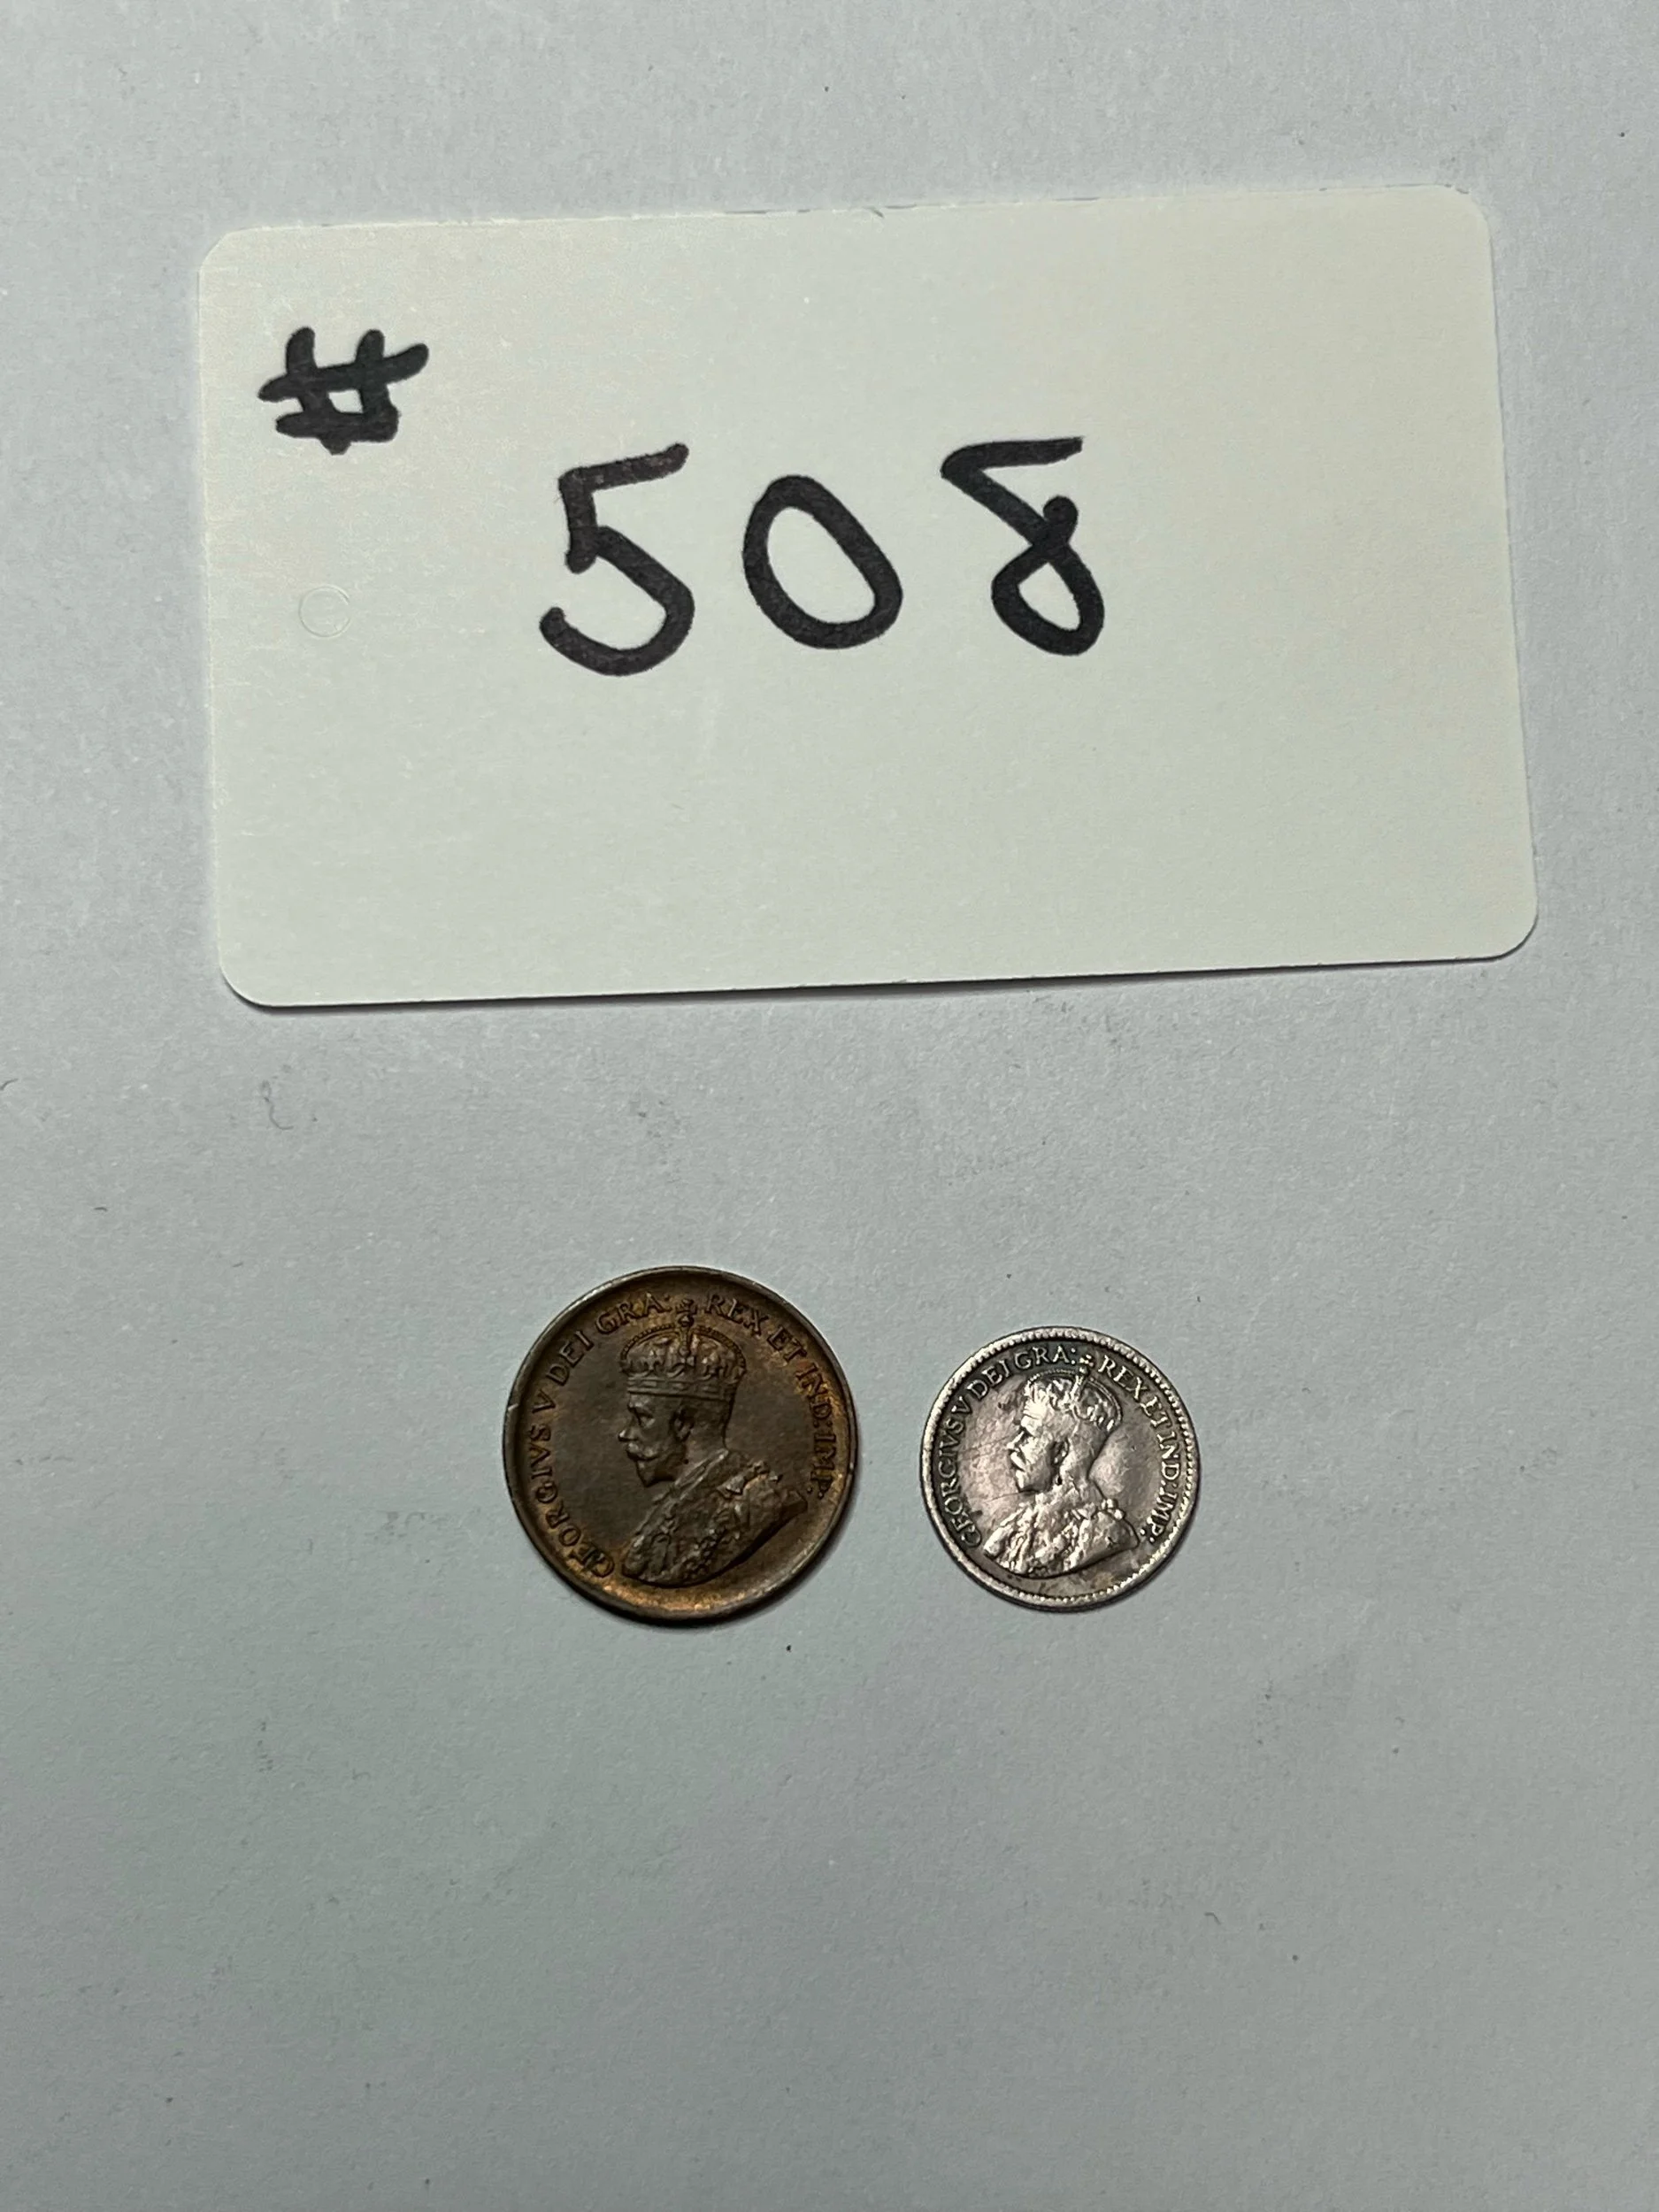 #
508
GEORGIVS V DEI GRA: REX ET IND: IMP:
GEORGIVS V DEI GRA: REX ET IND: IMP: